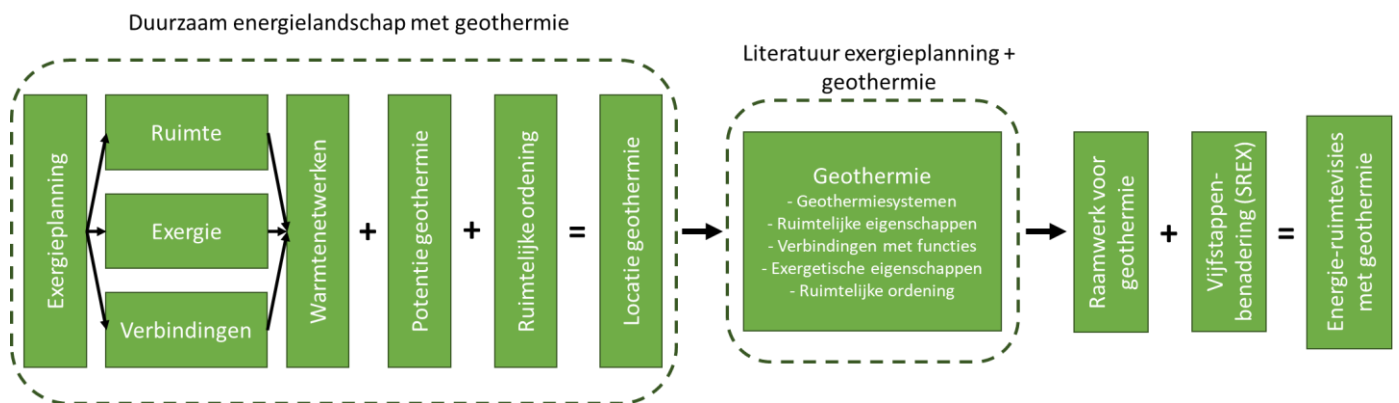 Duurzaam energielandschap met geothermie
Exergieplanning
Ruimte
Exergie
Verbindingen
Warmtenetwerken
+
Potentie geothermie
+
Ruimtelijke ordening
=
Locatie geothermie
Literatuur exergieplanning +
geothermie
Geothermie
- Geothermiesystemen
- Ruimtelijke eigenschappen
- Verbindingen met functies
- Exergetische eigenschappen
- Ruimtelijke ordening
Raamwerk voor
geothermie
+
Vijfstappen-
benadering (SREX)
=
Energie-ruimtevisies
met geothermie